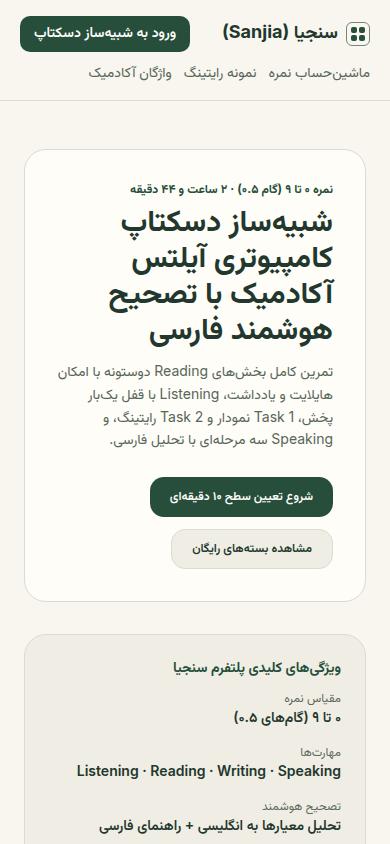 سنجیا (Sanjia)
ورود به شبیه‌ساز دسکتاپ
ماشین‌حساب نمره
نمونه رایتینگ
واژگان آکادمیک
نمره ۰ تا ۹ (گام ۰.۵) · ۲ ساعت و ۴۴ دقیقه
شبیه‌ساز دسکتاپ
کامپیوتری آیلتس
آکادمیک با تصحیح
هوشمند فارسی
تمرین کامل بخش‌های Reading دوستونه با امکان
هایلایت و یادداشت، Listening با قفل یک‌بار
پخش، Task 1 نمودار و Task 2 رایتینگ، و
Speaking سه مرحله‌ای با تحلیل فارسی.
شروع تعیین سطح ۱۰ دقیقه‌ای
مشاهده بسته‌های رایگان
ویژگی‌های کلیدی پلتفرم سنجیا
مقیاس نمره
۰ تا ۹ (گام‌های ۰.۵)
مهارت‌ها
Listening · Reading · Writing · Speaking
تصحیح هوشمند
تحلیل معیارها به انگلیسی + راهنمای فارسی